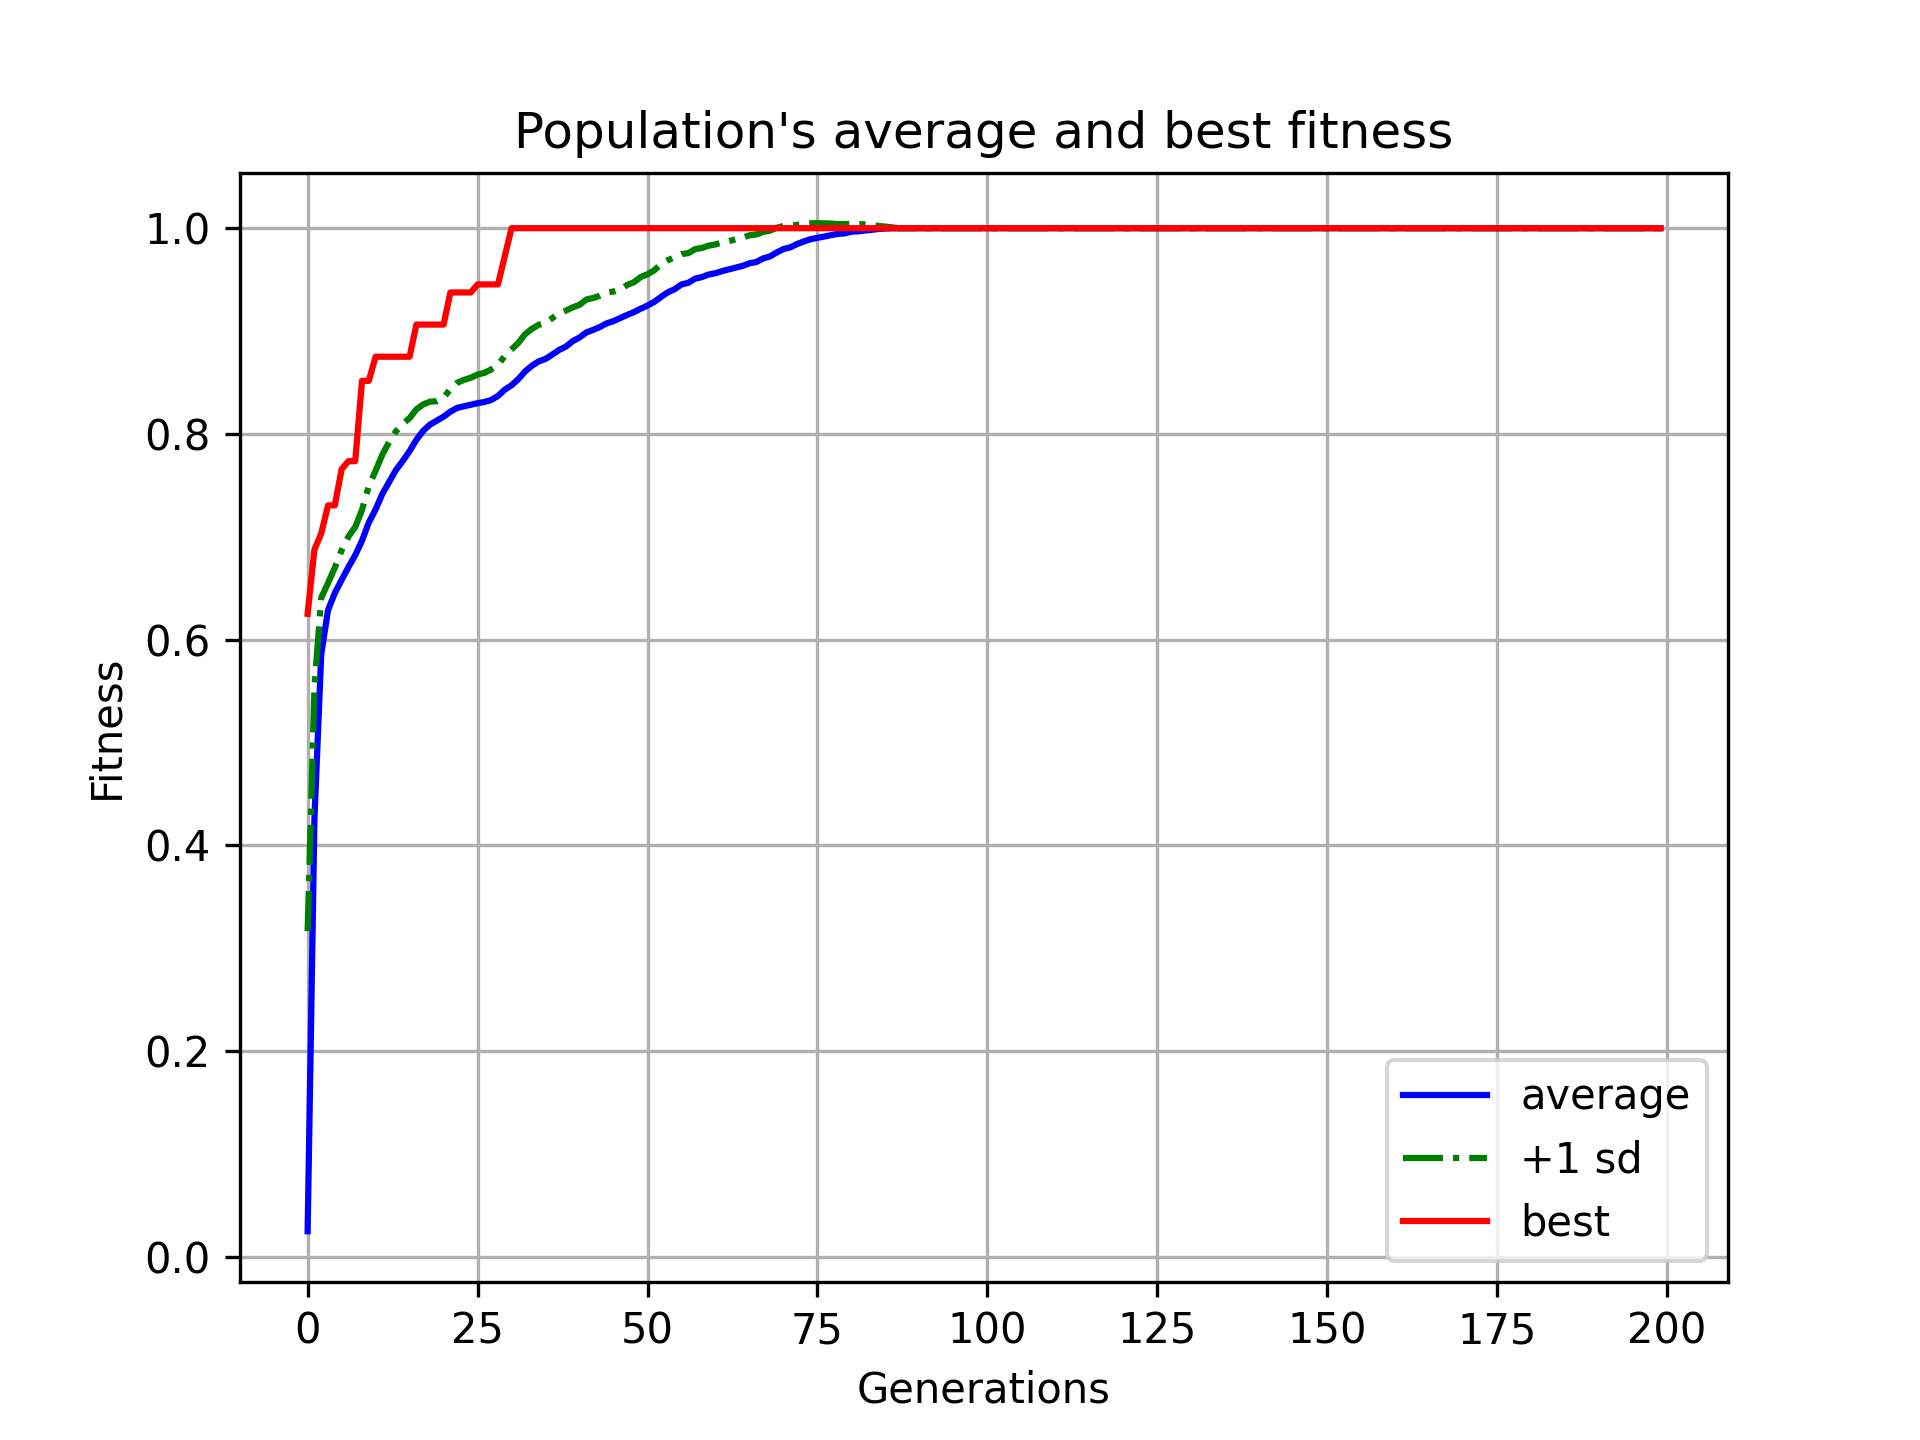 Population's average and best fitness
1.0
0.8
0.6
0.4
0.2
0.0
Fitness
average
+1 sd
best
0 25 50 75 100 125 150 175 200
Generations